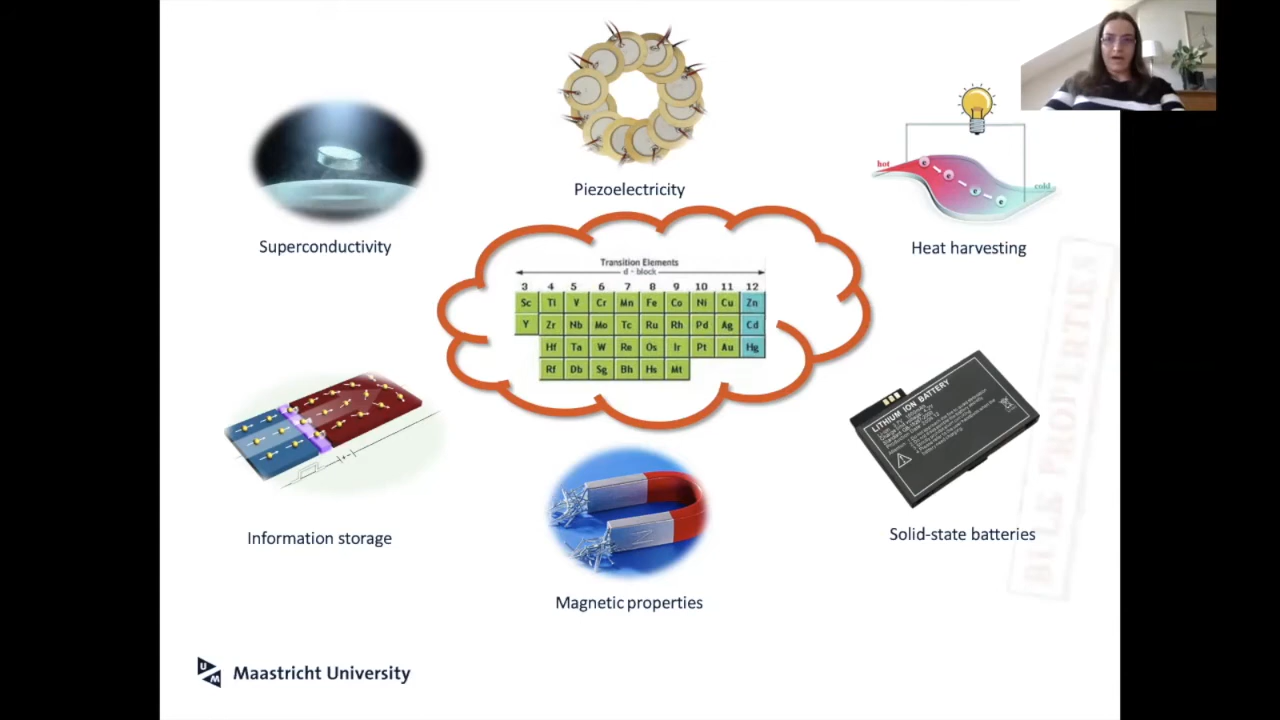 Piezoelectricity
hot
cold
Superconductivity
Heat harvesting
Transition Elements
d - block
3 4 5 6 7 8 9 10 11 12
Sc Ti V Cr Mn Fe Co Ni Cu Zn
Y Zr Nb Mo Tc Ru Rh Pd Ag Cd
Hf Ta W Re Os Ir Pt Au Hg
Rf Db Sg Bh Hs Mt
BULK PROPERTIES
LITHIUM ION BATTERY
Information storage
Solid-state batteries
Magnetic properties
UM
Maastricht University